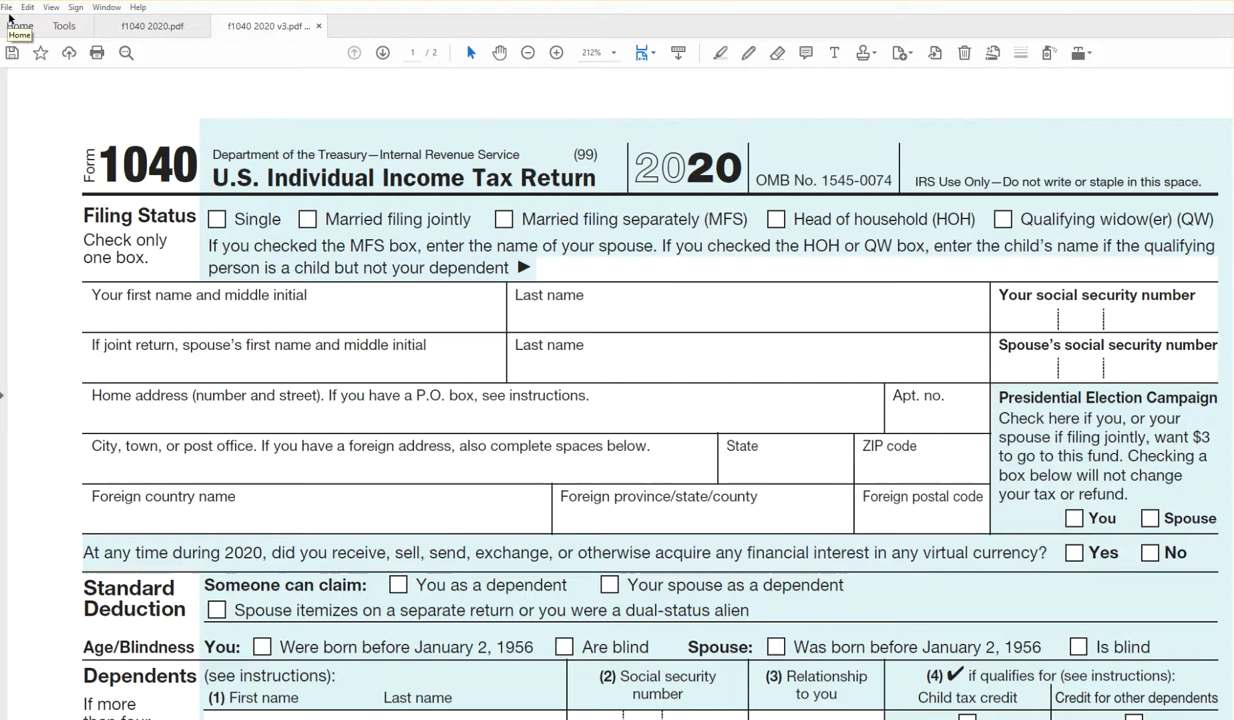 File Edit View Sign Window Help
Home Tools f1040 2020.pdf f1040 2020 v3.pdf ... ×
Home
1 / 2 212%
Form 1040 Department of the Treasury—Internal Revenue Service (99) U.S. Individual Income Tax Return 2020 OMB No. 1545-0074 IRS Use Only—Do not write or staple in this space.
Filing Status Single Married filing jointly Married filing separately (MFS) Head of household (HOH) Qualifying widow(er) (QW)
Check only one box.
If you checked the MFS box, enter the name of your spouse. If you checked the HOH or QW box, enter the child's name if the qualifying
person is a child but not your dependent ▶
Your first name and middle initial Last name Your social security number
If joint return, spouse's first name and middle initial Last name Spouse's social security number
Home address (number and street). If you have a P.O. box, see instructions. Apt. no.
Presidential Election Campaign
Check here if you, or your
spouse if filing jointly, want $3
to go to this fund. Checking a
box below will not change
your tax or refund.
You Spouse
City, town, or post office. If you have a foreign address, also complete spaces below. State ZIP code
Foreign country name Foreign province/state/county Foreign postal code
At any time during 2020, did you receive, sell, send, exchange, or otherwise acquire any financial interest in any virtual currency? Yes No
Standard
Deduction
Someone can claim: You as a dependent Your spouse as a dependent
Spouse itemizes on a separate return or you were a dual-status alien
Age/Blindness You: Were born before January 2, 1956 Are blind Spouse: Was born before January 2, 1956 Is blind
Dependents (see instructions): (2) Social security number (3) Relationship to you (4) ✔ if qualifies for (see instructions):
If more
than four
(1) First name Last name Child tax credit Credit for other dependents